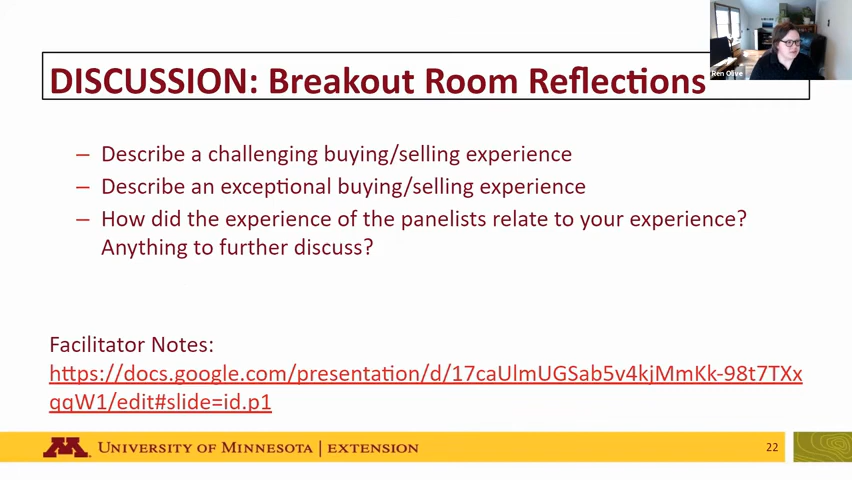 Ren Olive
DISCUSSION: Breakout Room Reflections
– Describe a challenging buying/selling experience
– Describe an exceptional buying/selling experience
– How did the experience of the panelists relate to your experience?
Anything to further discuss?
Facilitator Notes:
https://docs.google.com/presentation/d/17caUlmUGSab5v4kjMmKk-98t7TXx
qqW1/edit#slide=id.p1
M UNIVERSITY OF MINNESOTA | EXTENSION
22